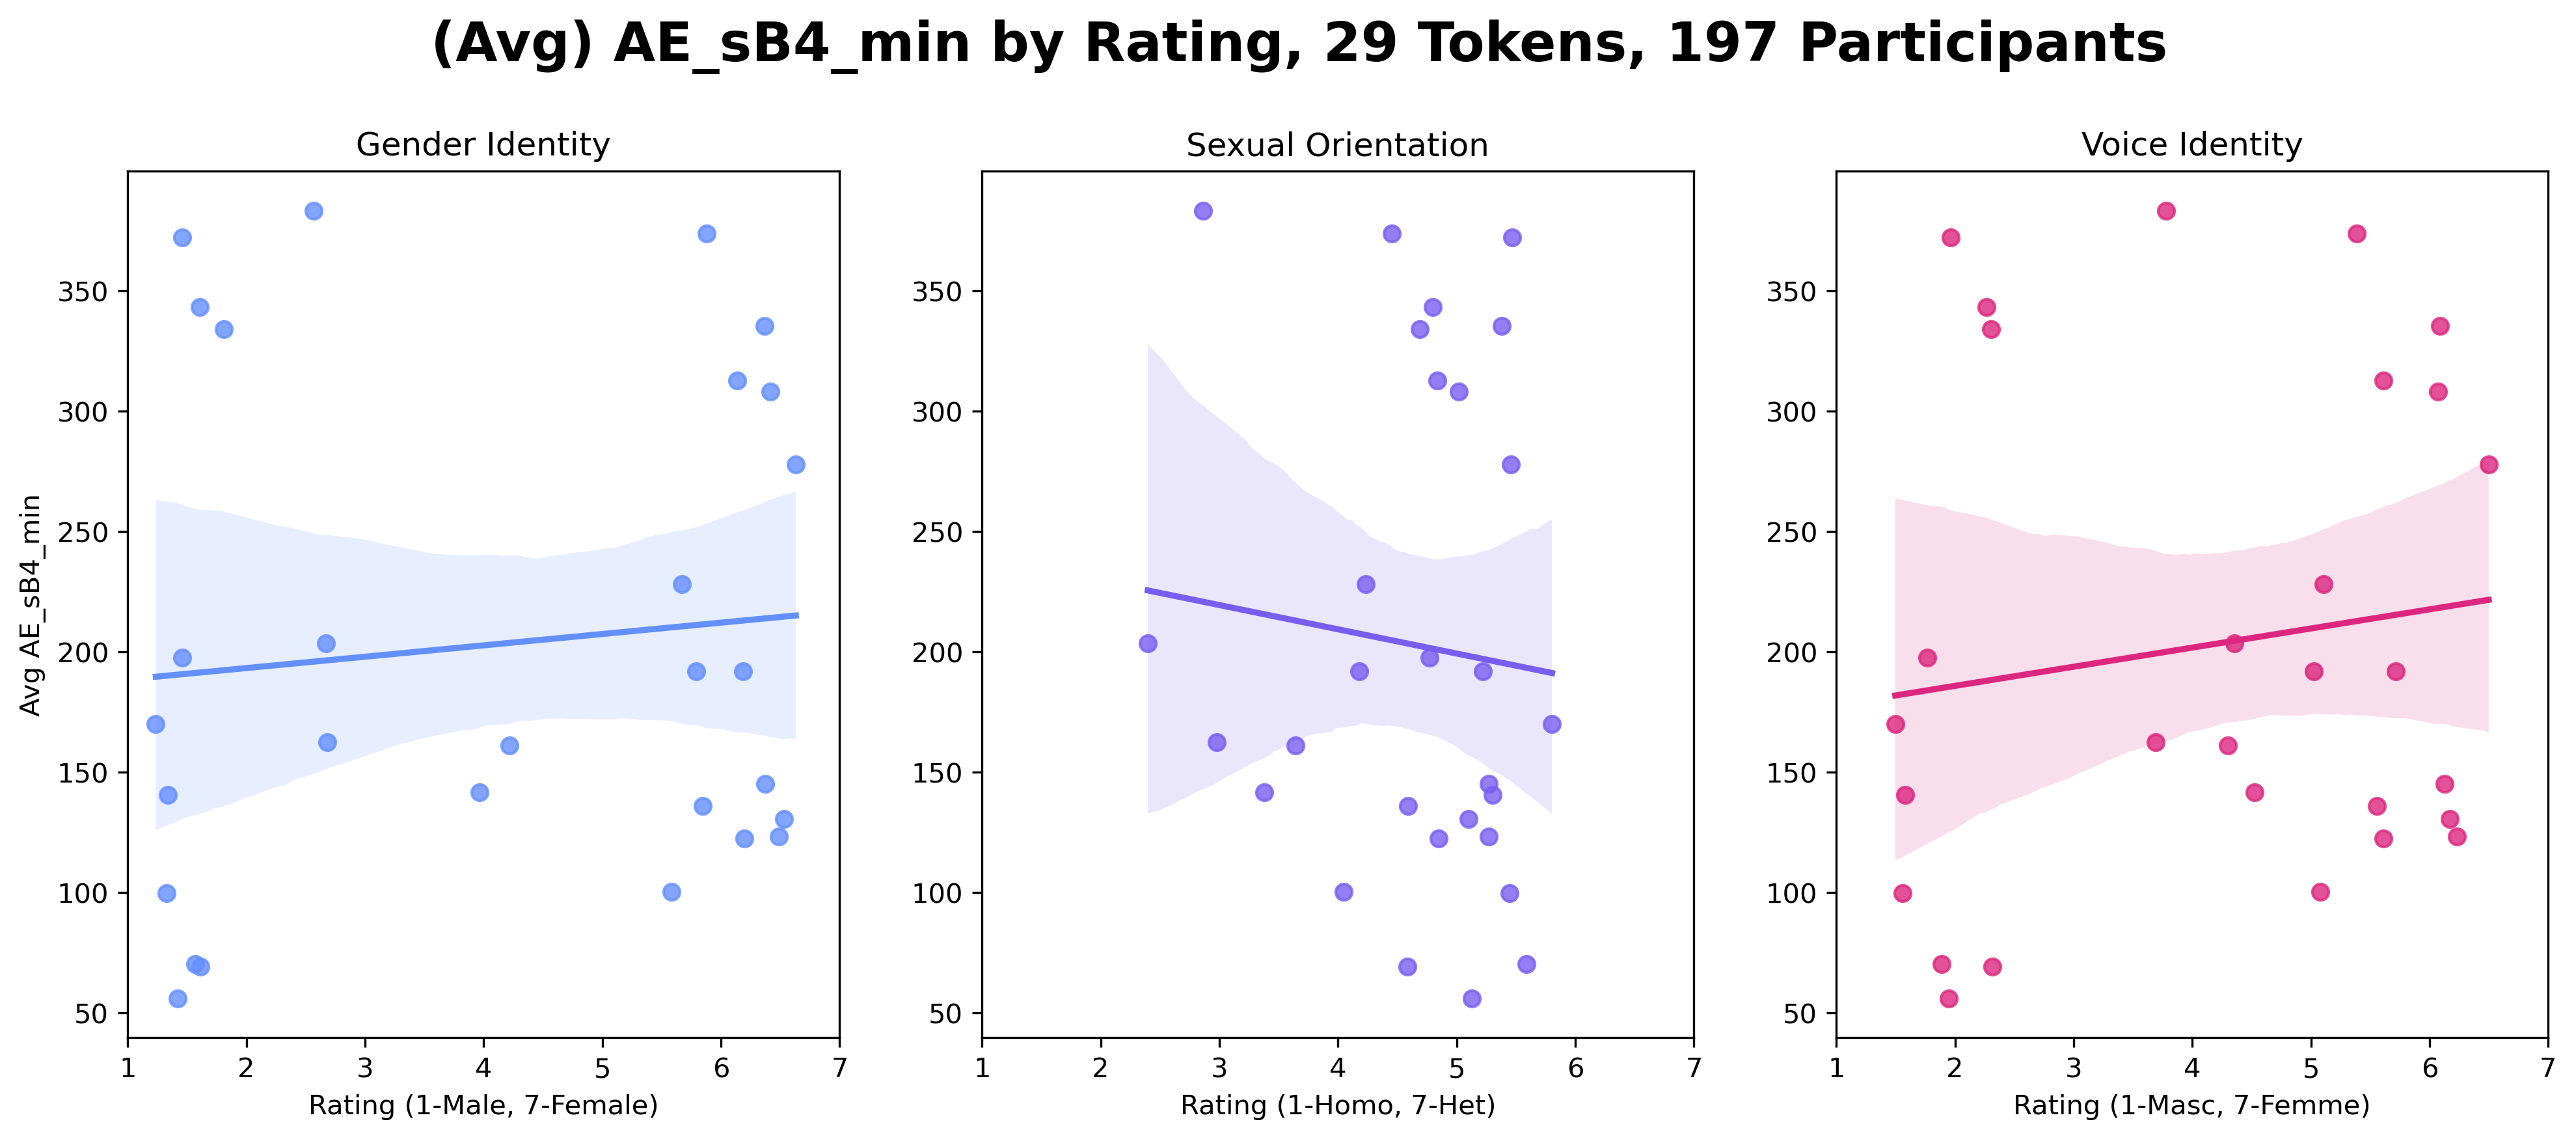 (Avg) AE_sB4_min by Rating, 29 Tokens, 197 Participants
Gender Identity
Sexual Orientation
Voice Identity
Avg AE_sB4_min
350
300
250
200
150
100
50
1 2 3 4 5 6 7
Rating (1-Male, 7-Female)
350
300
250
200
150
100
50
1 2 3 4 5 6 7
Rating (1-Homo, 7-Het)
350
300
250
200
150
100
50
1 2 3 4 5 6 7
Rating (1-Masc, 7-Femme)